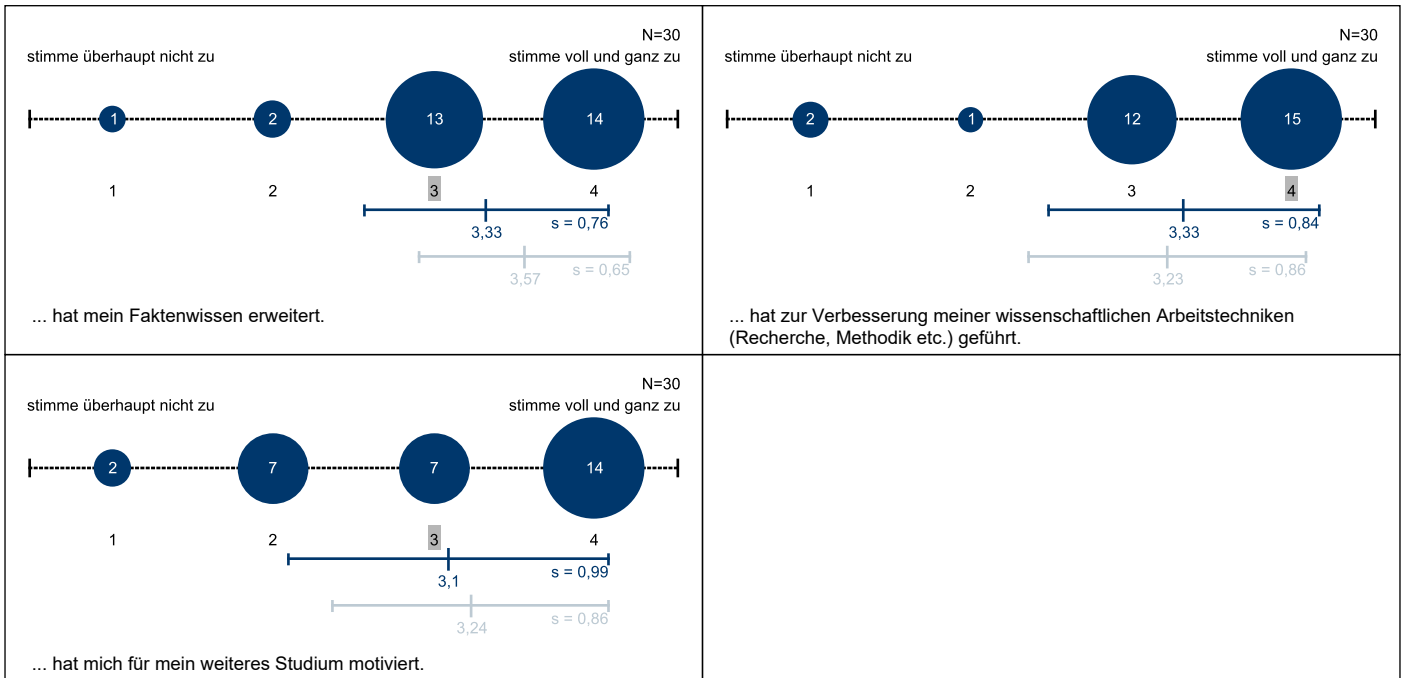 N=30
stimme überhaupt nicht zu stimme voll und ganz zu
1 2 13 14
1 2 3 4
s = 0,76
3,33
s = 0,65
3,57
... hat mein Faktenwissen erweitert.
N=30
stimme überhaupt nicht zu stimme voll und ganz zu
2 1 12 15
1 2 3 4
s = 0,84
3,33
s = 0,86
3,23
... hat zur Verbesserung meiner wissenschaftlichen Arbeitstechniken
(Recherche, Methodik etc.) geführt.
N=30
stimme überhaupt nicht zu stimme voll und ganz zu
2 7 7 14
1 2 3 4
s = 0,99
3,1
s = 0,86
3,24
... hat mich für mein weiteres Studium motiviert.